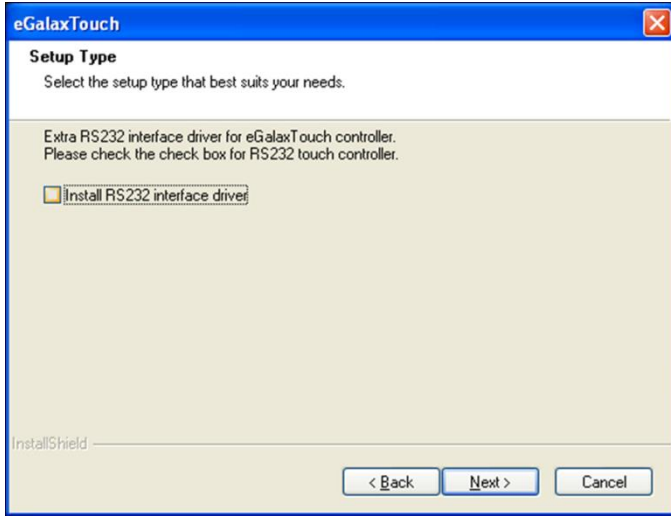 eGalaxTouch
Setup Type
Select the setup type that best suits your needs.
Extra RS232 interface driver for eGalaxTouch controller.
Please check the check box for RS232 touch controller.
Install RS232 interface driver
InstallShield
< Back Next > Cancel